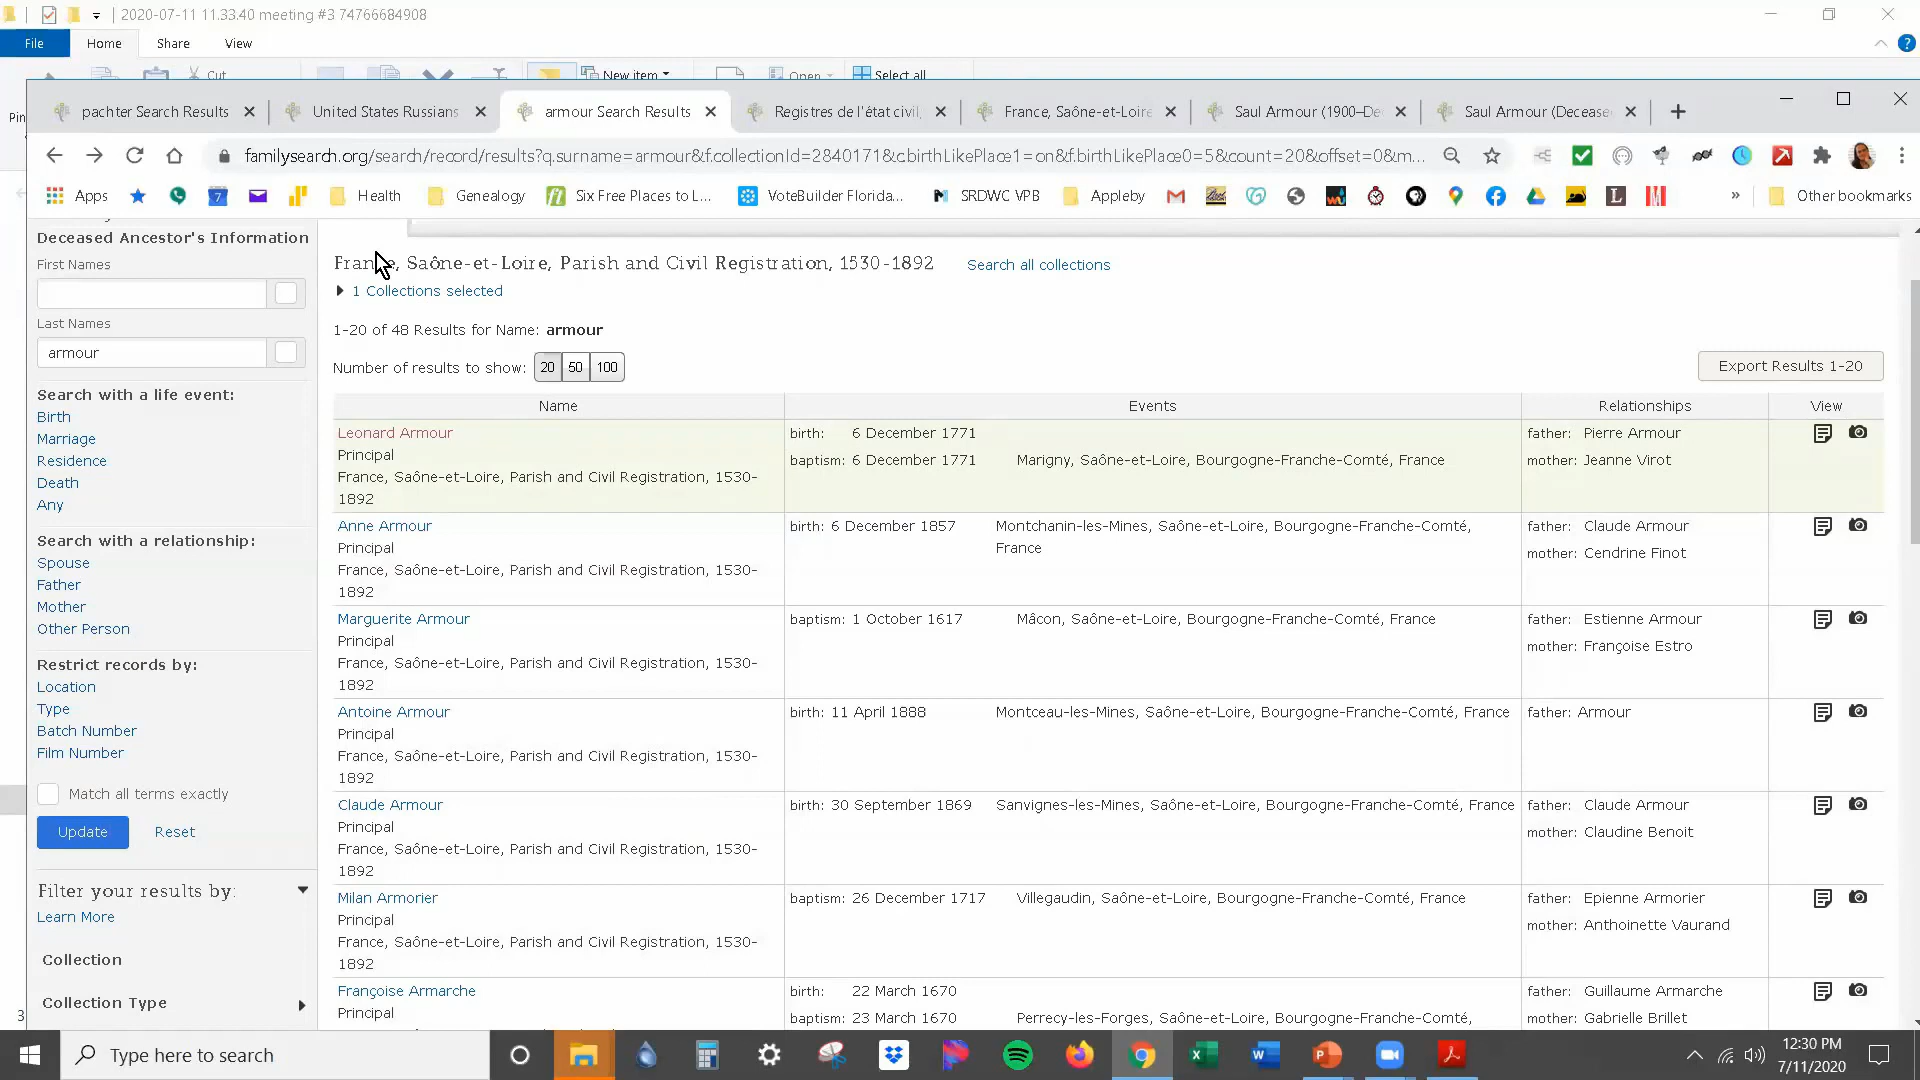 2020-07-11 11.33.40 meeting #3 74766684908
File
Home
Share
View
Cut
New item
Open
Select all
pachter Search Results
United States Russians
armour Search Results
Registres de l'état civil,
France, Saône-et-Loire
Saul Armour (1900–De
Saul Armour (Decease
familysearch.org/search/record/results?q.surname=armour&f.collectionId=2840171&c.birthLikePlace1=on&f.birthLikePlace0=5&count=20&offset=0&m...
Apps
Health
Genealogy
Six Free Places to L...
VoteBuilder Florida...
SRDWC VPB
Appleby
»
Other bookmarks
Deceased Ancestor's Information
First Names
Last Names
armour
Search with a life event:
Birth
Marriage
Residence
Death
Any
Search with a relationship:
Spouse
Father
Mother
Other Person
Restrict records by:
Location
Type
Batch Number
Film Number
Match all terms exactly
Update
Reset
Filter your results by:
Learn More
Collection
Collection Type
France, Saône-et-Loire, Parish and Civil Registration, 1530-1892
Search all collections
1 Collections selected
1-20 of 48 Results for Name: armour
Number of results to show: 20 50 100
Export Results 1-20
Name Events Relationships View
Leonard Armour
Principal
France, Saône-et-Loire, Parish and Civil Registration, 1530-
1892
birth: 6 December 1771
baptism: 6 December 1771 Marigny, Saône-et-Loire, Bourgogne-Franche-Comté, France
father: Pierre Armour
mother: Jeanne Virot
Anne Armour
Principal
France, Saône-et-Loire, Parish and Civil Registration, 1530-
1892
birth: 6 December 1857 Montchanin-les-Mines, Saône-et-Loire, Bourgogne-Franche-Comté,
France
father: Claude Armour
mother: Cendrine Finot
Marguerite Armour
Principal
France, Saône-et-Loire, Parish and Civil Registration, 1530-
1892
baptism: 1 October 1617 Mâcon, Saône-et-Loire, Bourgogne-Franche-Comté, France
father: Estienne Armour
mother: Françoise Estro
Antoine Armour
Principal
France, Saône-et-Loire, Parish and Civil Registration, 1530-
1892
birth: 11 April 1888 Montceau-les-Mines, Saône-et-Loire, Bourgogne-Franche-Comté, France
father: Armour
Claude Armour
Principal
France, Saône-et-Loire, Parish and Civil Registration, 1530-
1892
birth: 30 September 1869 Sanvignes-les-Mines, Saône-et-Loire, Bourgogne-Franche-Comté, France
father: Claude Armour
mother: Claudine Benoit
Milan Armorier
Principal
France, Saône-et-Loire, Parish and Civil Registration, 1530-
1892
baptism: 26 December 1717 Villegaudin, Saône-et-Loire, Bourgogne-Franche-Comté, France
father: Epienne Armorier
mother: Anthoinette Vaurand
Françoise Armarche
Principal
birth: 22 March 1670
baptism: 23 March 1670 Perrecy-les-Forges, Saône-et-Loire, Bourgogne-Franche-Comté,
father: Guillaume Armarche
mother: Gabrielle Brillet
Type here to search
12:30 PM
7/11/2020